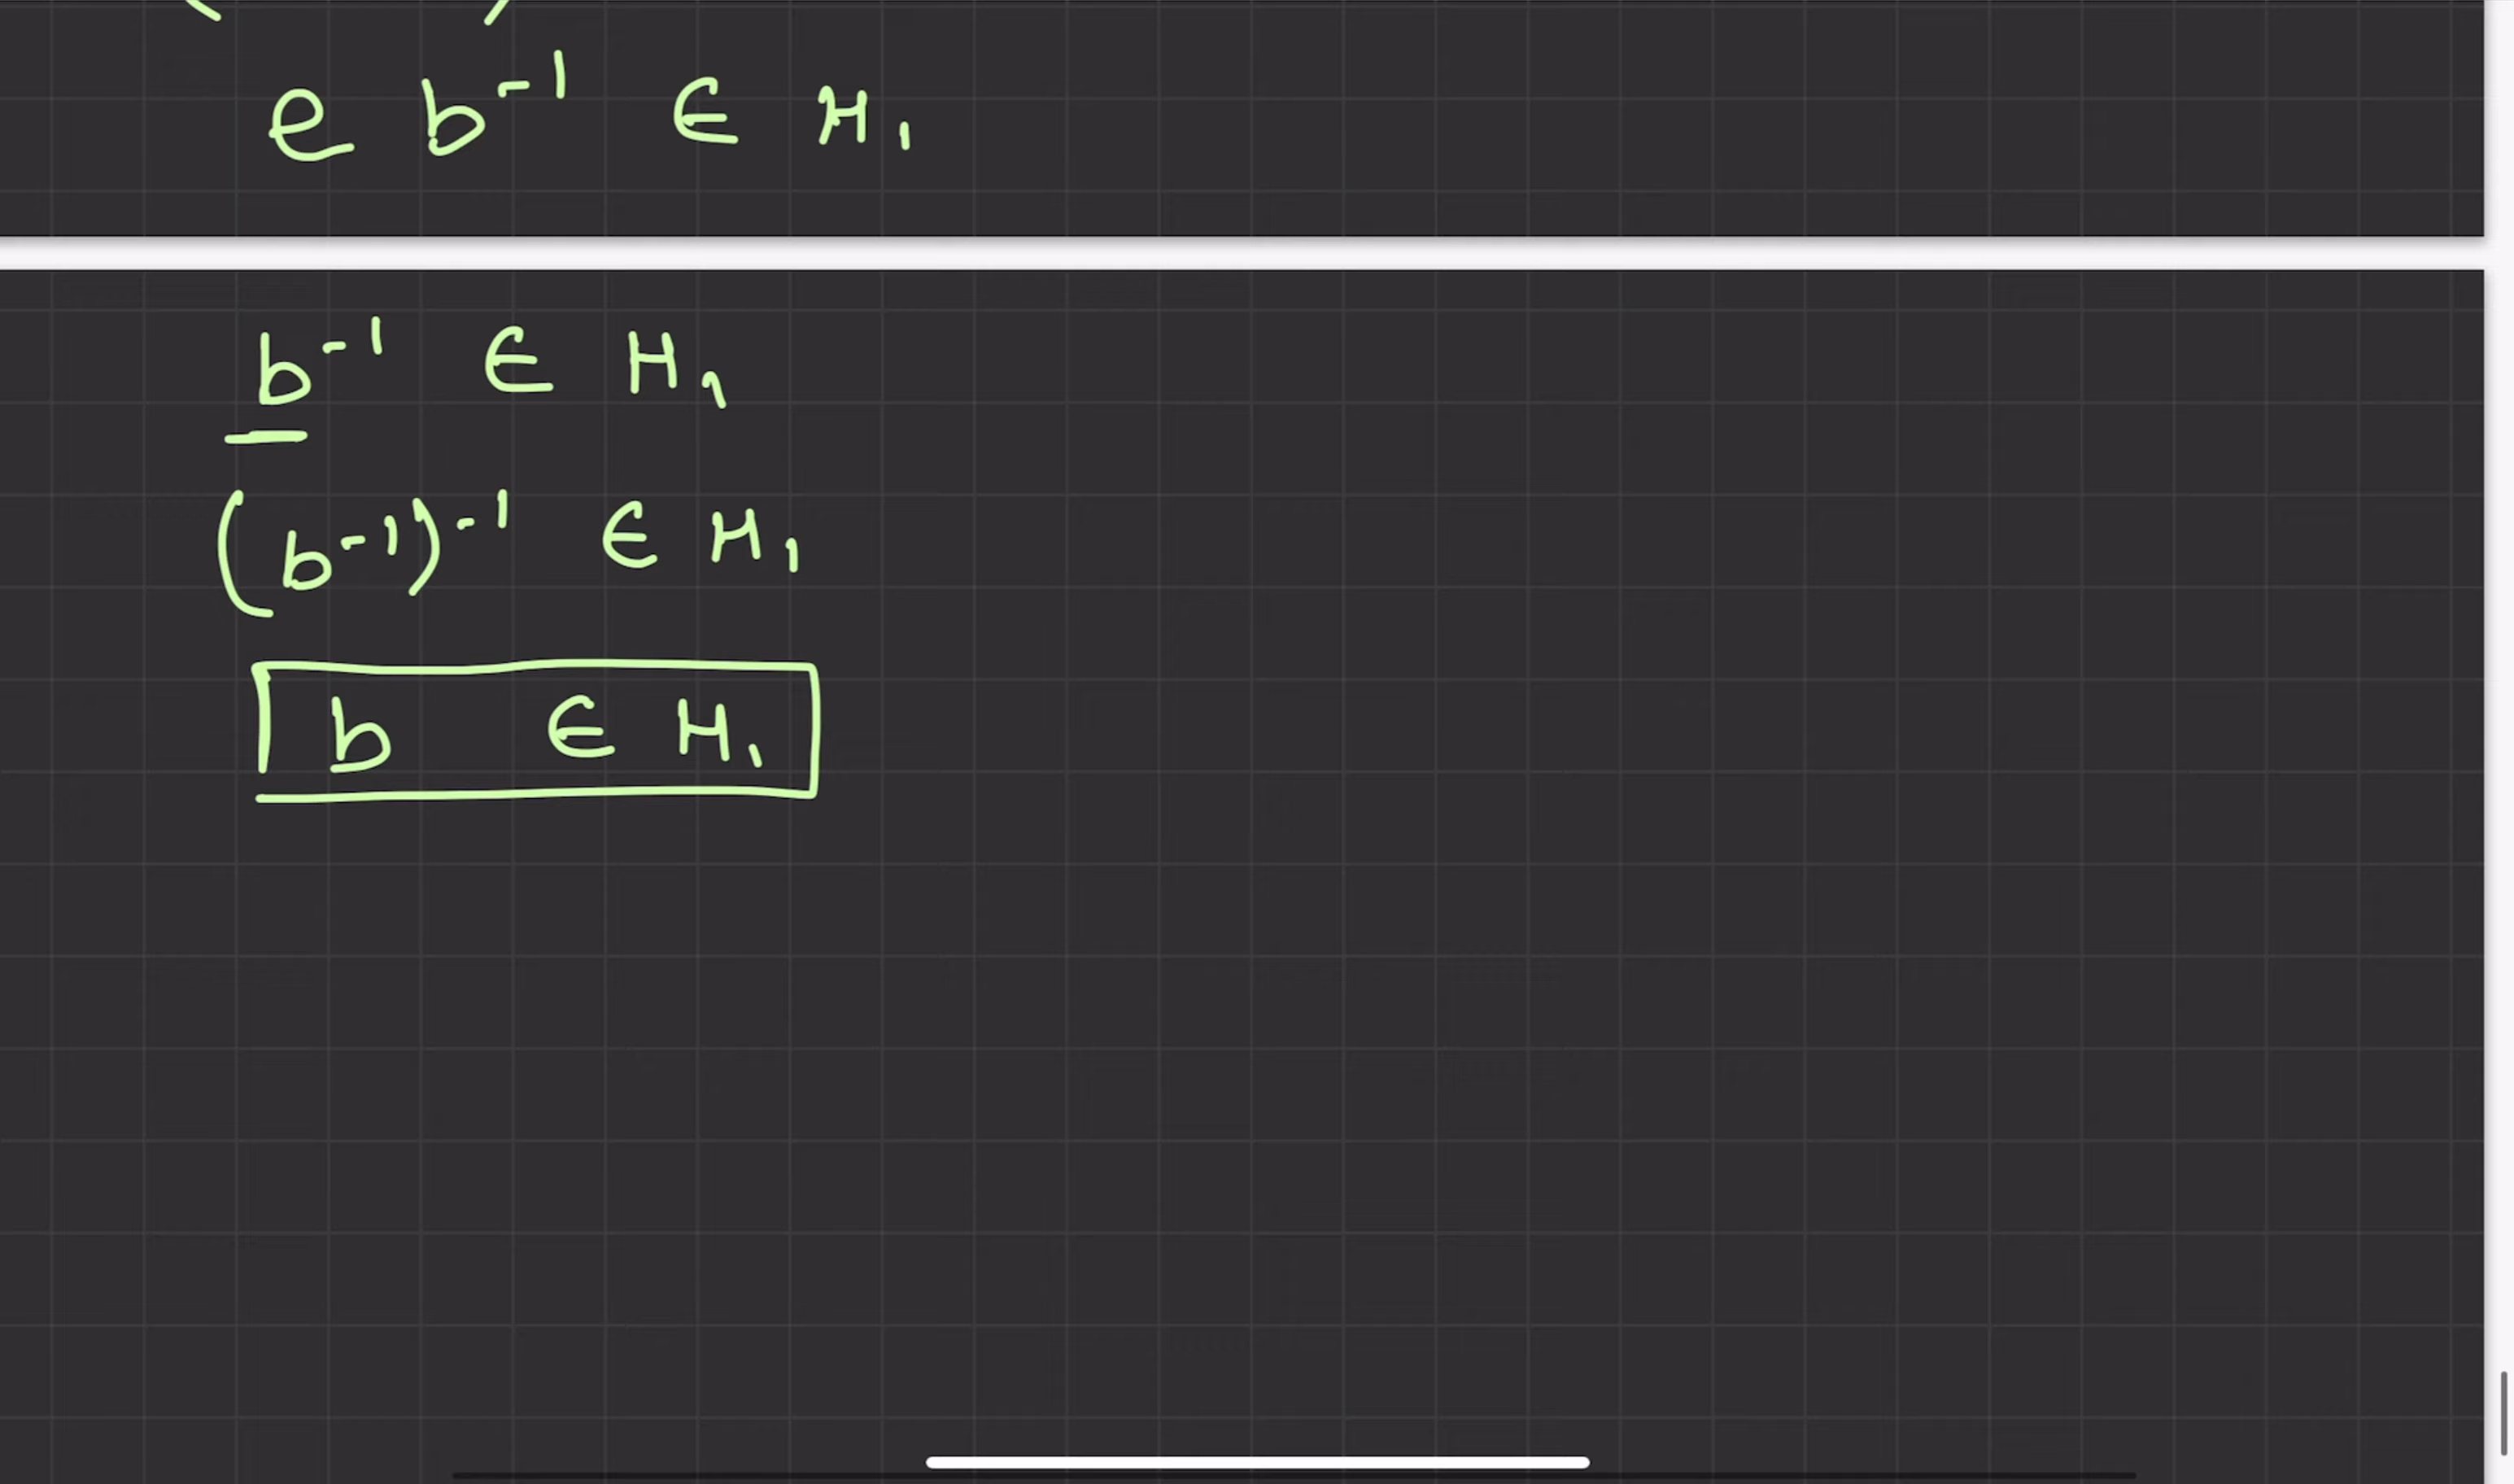 e b⁻¹ ∈ H₁
b⁻¹ ∈ H₁
(b⁻¹)⁻¹ ∈ H₁
b ∈ H₁